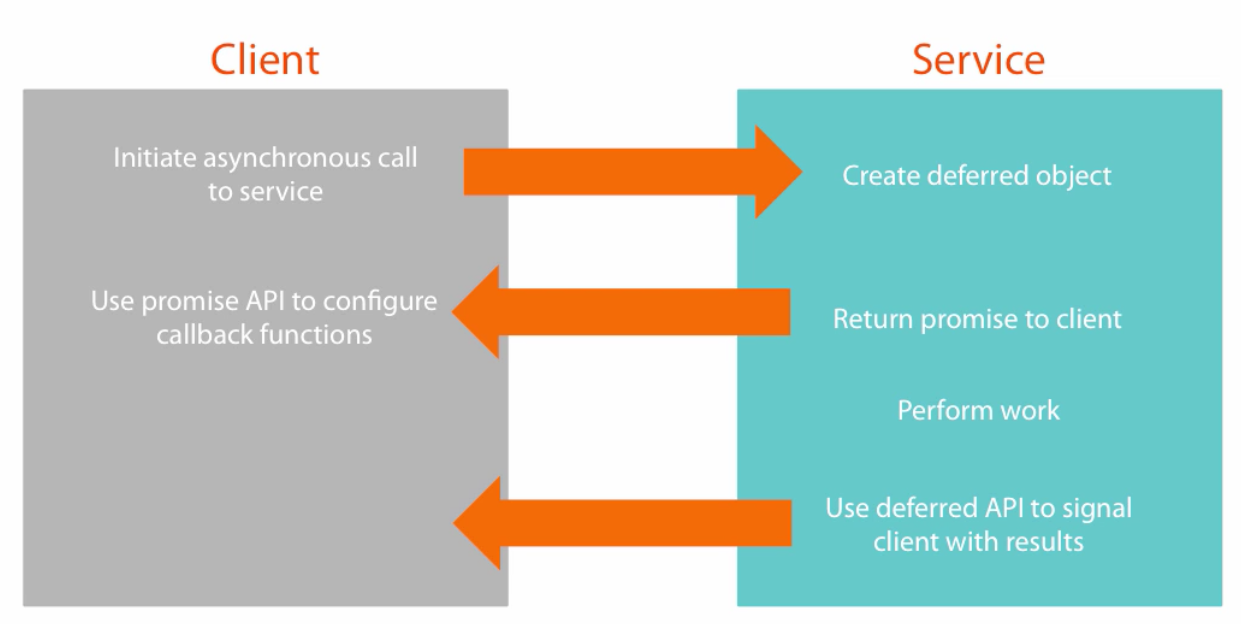 Client
Service
Initiate asynchronous call
to service
Create deferred object
Use promise API to configure
callback functions
Return promise to client
Perform work
Use deferred API to signal
client with results